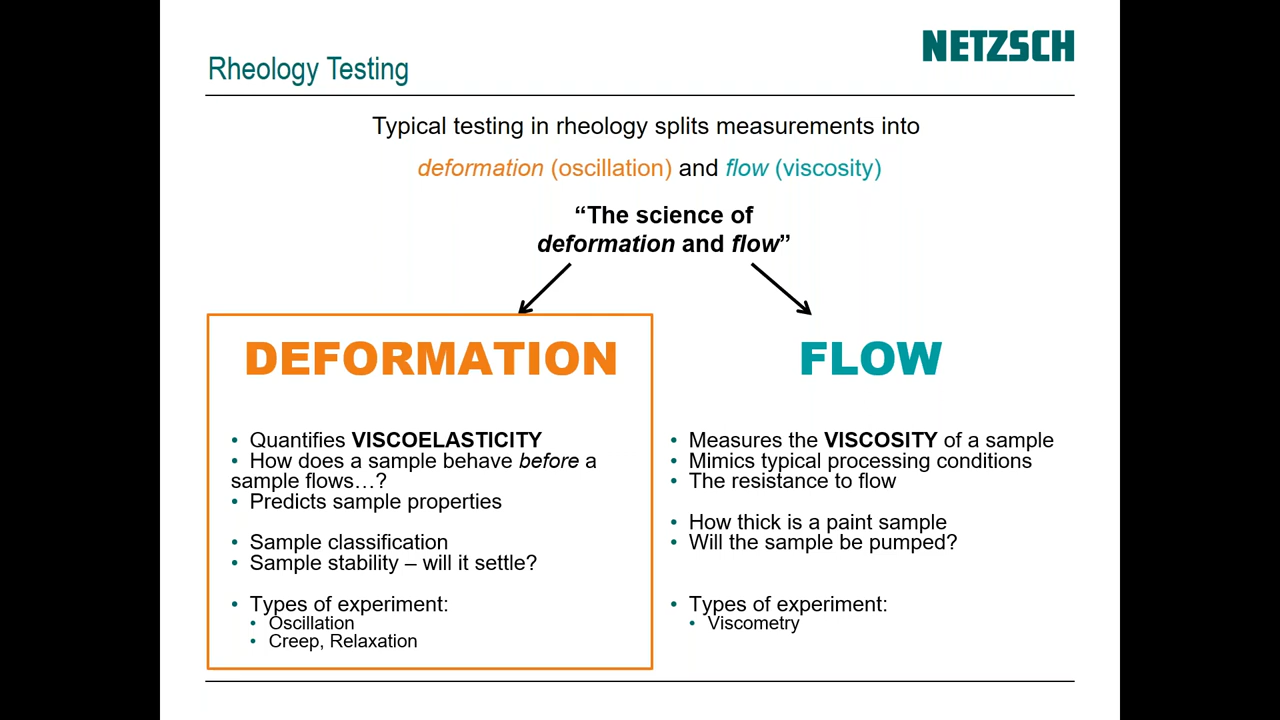 NETZSCH
Rheology Testing
Typical testing in rheology splits measurements into
deformation (oscillation) and flow (viscosity)
“The science of
deformation and flow”
DEFORMATION
• Quantifies VISCOELASTICITY
• How does a sample behave before a
sample flows…?
• Predicts sample properties
• Sample classification
• Sample stability – will it settle?
• Types of experiment:
• Oscillation
• Creep, Relaxation
FLOW
• Measures the VISCOSITY of a sample
• Mimics typical processing conditions
• The resistance to flow
• How thick is a paint sample
• Will the sample be pumped?
• Types of experiment:
• Viscometry